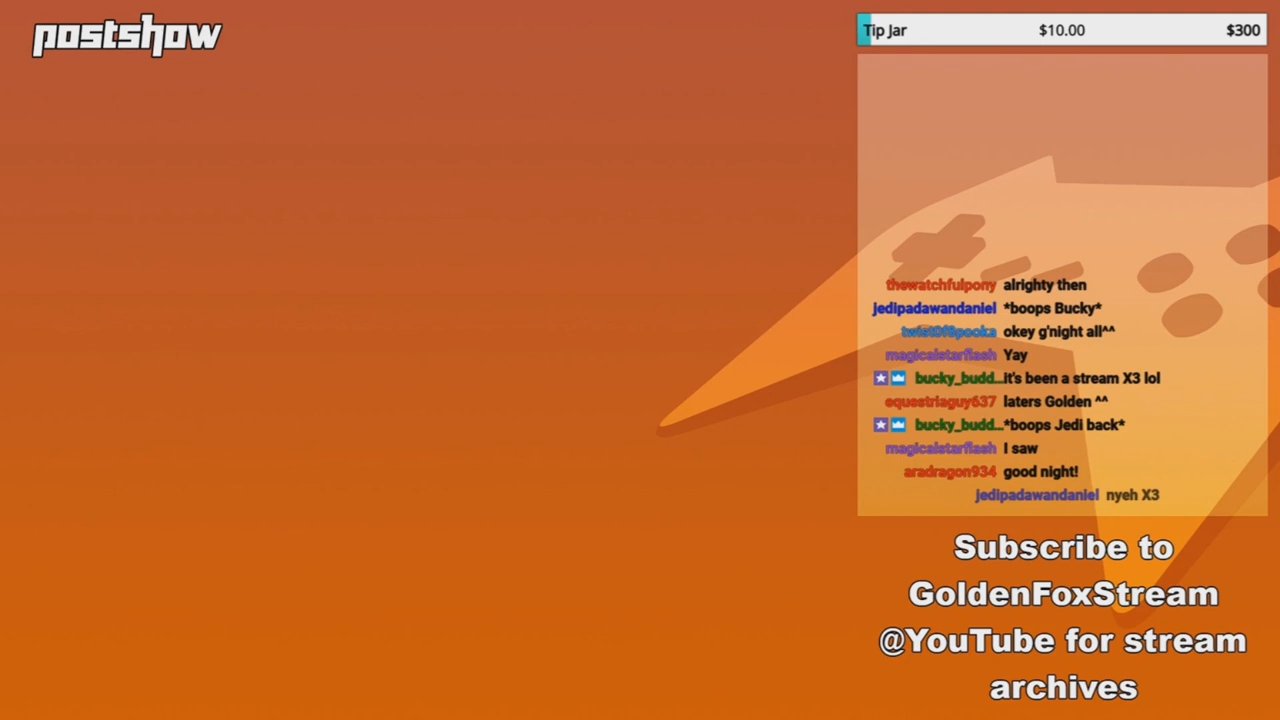 postshow
Tip Jar $10.00 $300
thewatchfulpony alrighty then
jedipadawandaniel *boops Bucky*
twist0f8pooka okey g'night all^^
magicalstarflash Yay
bucky_budd...it's been a stream X3 lol
equestriaguy637 laters Golden ^^
bucky_budd...*boops Jedi back*
magicalstarflash I saw
aradragon934 good night!
jedipadawandaniel nyeh X3
Subscribe to
GoldenFoxStream
@YouTube for stream
archives